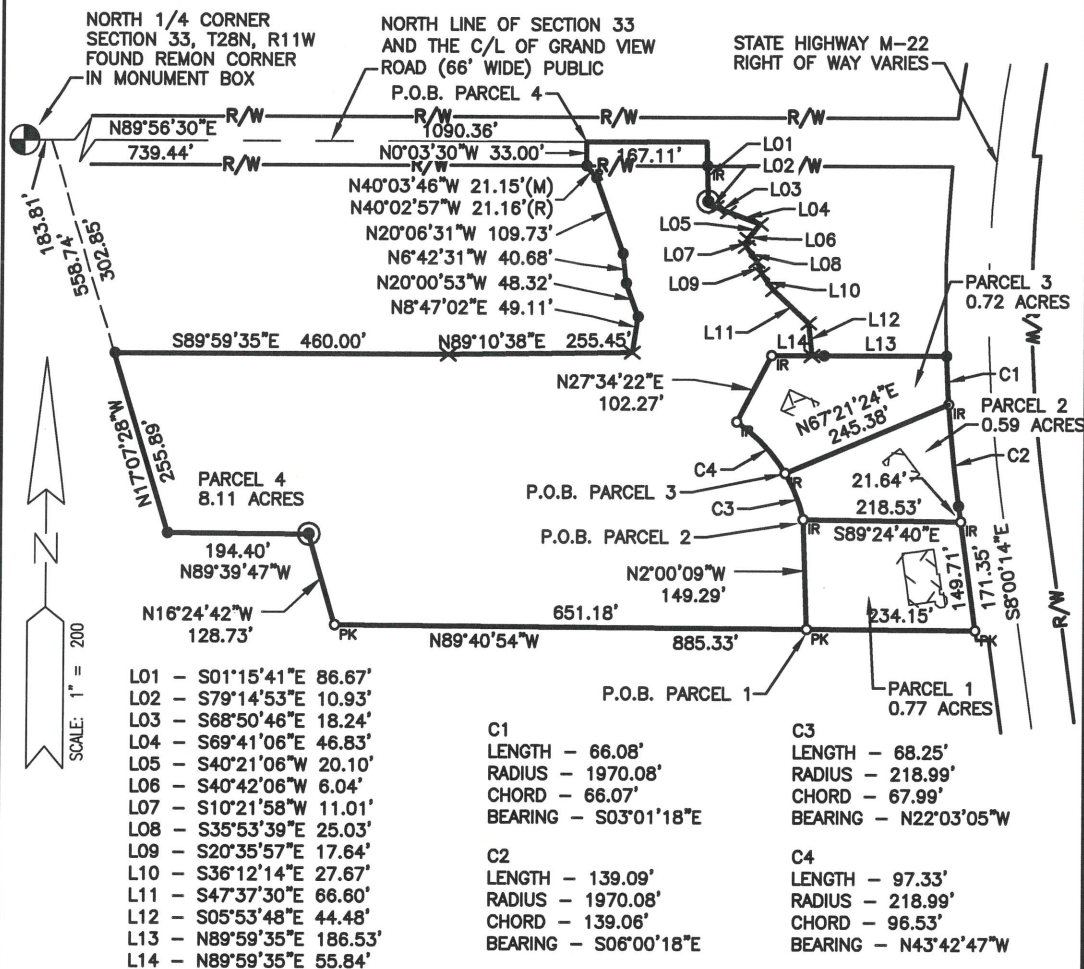 NORTH 1/4 CORNER
SECTION 33, T28N, R11W
FOUND REMON CORNER
IN MONUMENT BOX
NORTH LINE OF SECTION 33
AND THE C/L OF GRAND VIEW
ROAD (66' WIDE) PUBLIC
P.O.B. PARCEL 4
STATE HIGHWAY M-22
RIGHT OF WAY VARIES
R/W
R/W
R/W
R/W
N89°56'30"E
1090.36'
739.44'
R/W
R/W
R/W
R/W
N0°03'30"W 33.00'
167.11'
IR
N40°03'46"W 21.15'(M)
N40°02'57"W 21.16'(R)
N20°06'31"W 109.73'
N6°42'31"W 40.68'
N20°00'53"W 48.32'
N8°47'02"E 49.11'
183.81'
558.74'
302.85'
L01
L02
L03
L04
L05
L06
L07
L08
L09
L10
L11
L12
L13
L14
S89°59'35"E 460.00'
N89°10'38"E 255.45'
PARCEL 3
0.72 ACRES
C1
PARCEL 2
0.59 ACRES
C2
N27°34'22"E
102.27'
IR
IR
IR
N67°21'24"E
245.38'
IR
C4
P.O.B. PARCEL 3
C3
P.O.B. PARCEL 2
21.64'
218.53'
S89°24'40"E
IR
N17°07'28"W
255.89'
PARCEL 4
8.11 ACRES
194.40'
N89°39'47"W
N16°24'42"W
128.73'
PK
N2°00'09"W
149.29'
149.71'
171.35'
S8°00'14"E
R/W
651.18'
234.15'
N89°40'54"W
885.33'
PK
PK
P.O.B. PARCEL 1
PARCEL 1
0.77 ACRES
N
SCALE: 1" = 200
L01 - S01°15'41"E 86.67'
L02 - S79°14'53"E 10.93'
L03 - S68°50'46"E 18.24'
L04 - S69°41'06"E 46.83'
L05 - S40°21'06"W 20.10'
L06 - S40°42'06"W 6.04'
L07 - S10°21'58"W 11.01'
L08 - S35°53'39"E 25.03'
L09 - S20°35'57"E 17.64'
L10 - S36°12'14"E 27.67'
L11 - S47°37'30"E 66.60'
L12 - S05°53'48"E 44.48'
L13 - N89°59'35"E 186.53'
L14 - N89°59'35"E 55.84'
C1
LENGTH - 66.08'
RADIUS - 1970.08'
CHORD - 66.07'
BEARING - S03°01'18"E
C2
LENGTH - 139.09'
RADIUS - 1970.08'
CHORD - 139.06'
BEARING - S06°00'18"E
C3
LENGTH - 68.25'
RADIUS - 218.99'
CHORD - 67.99'
BEARING - N22°03'05"W
C4
LENGTH - 97.33'
RADIUS - 218.99'
CHORD - 96.53'
BEARING - N43°42'47"W